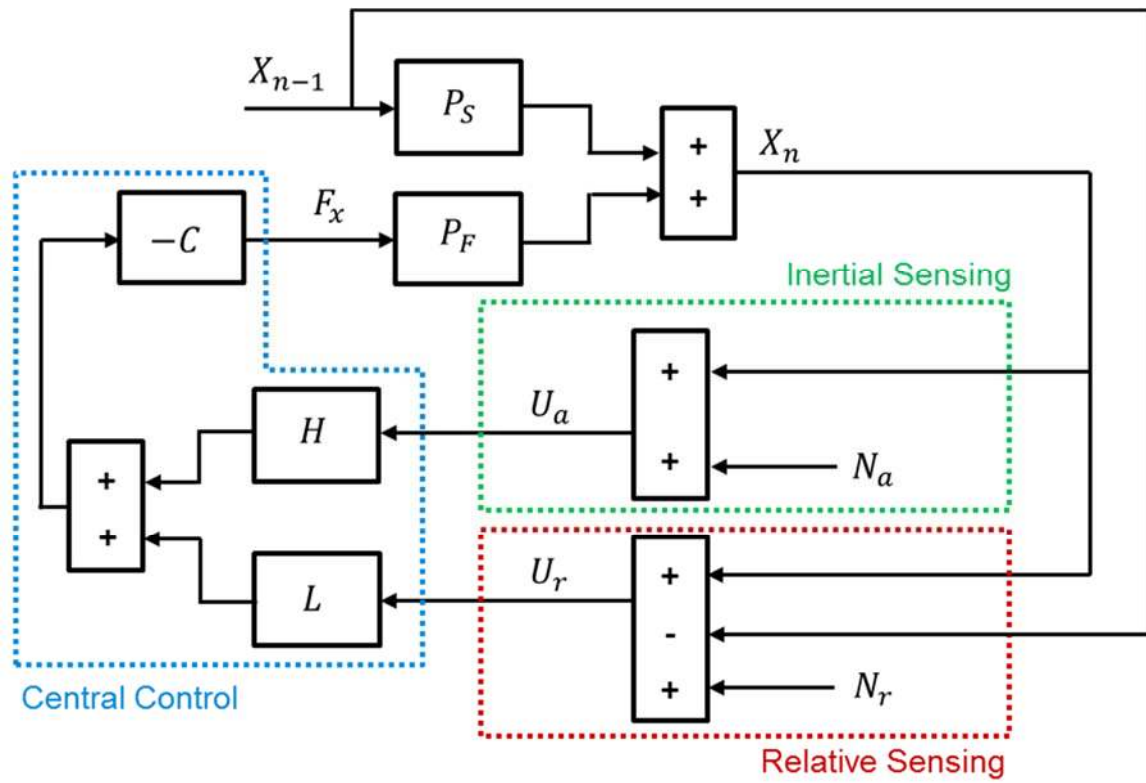 X_{n-1}
P_S
+
+
X_n
-C
F_x
P_F
Inertial Sensing
+
+
H
U_a
N_a
+
+
L
U_r
+
-
+
N_r
Central Control
Relative Sensing